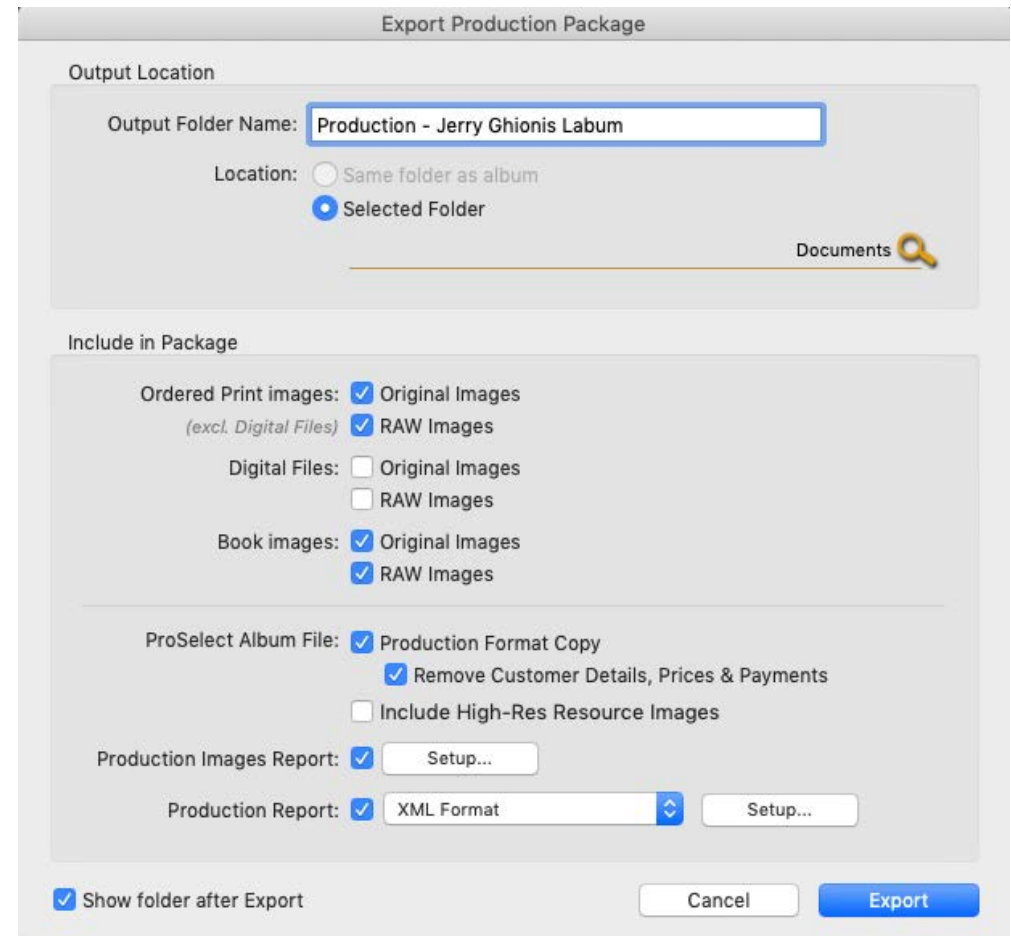 Export Production Package
Output Location
Output Folder Name: Production - Jerry Ghionis Labum
Location: Same folder as album
Selected Folder
Documents
Include in Package
Ordered Print images: Original Images
(excl. Digital Files) RAW Images
Digital Files: Original Images
RAW Images
Book images: Original Images
RAW Images
ProSelect Album File: Production Format Copy
Remove Customer Details, Prices & Payments
Include High-Res Resource Images
Production Images Report: Setup...
Production Report: XML Format Setup...
Show folder after Export Cancel Export